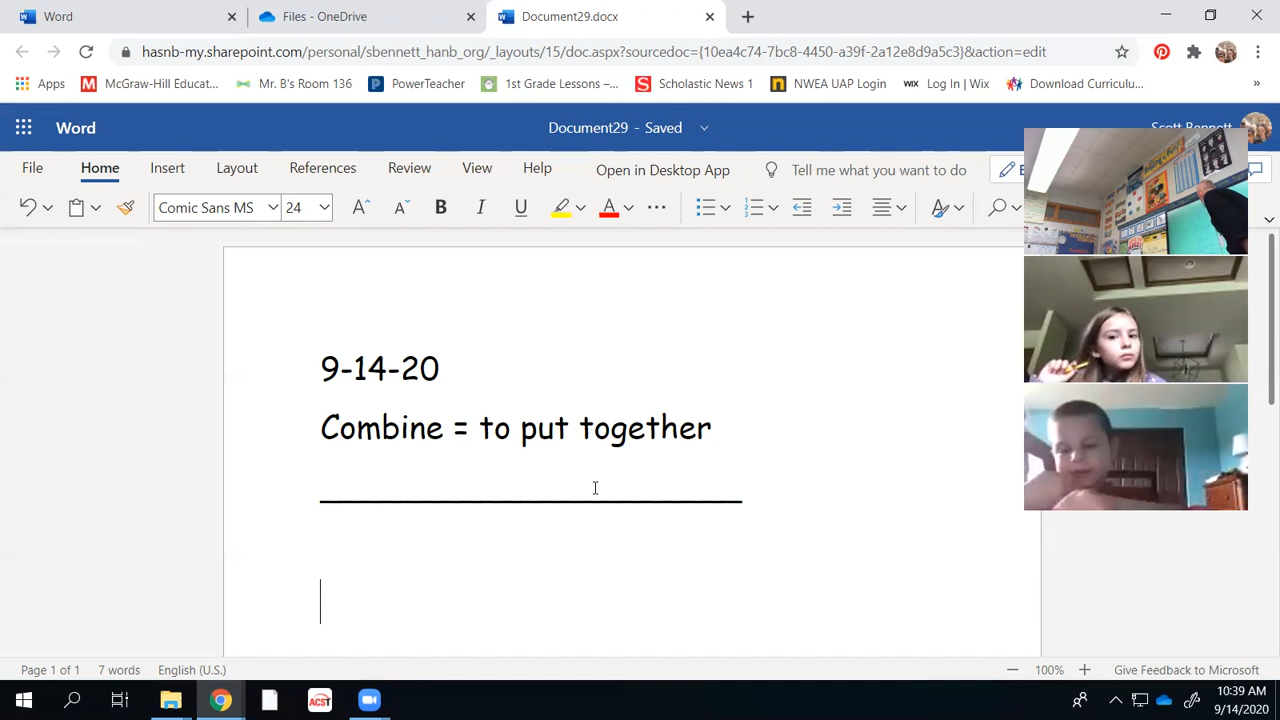 Word
Files - OneDrive
Document29.docx
hasnb-my.sharepoint.com/personal/sbennett_hanb_org/_layouts/15/doc.aspx?sourcedoc={10ea4c74-7bc8-4450-a39f-2a12e8d9a5c3}&action=edit
Apps McGraw-Hill Educat... Mr. B's Room 136 PowerTeacher 1st Grade Lessons –... Scholastic News 1 NWEA UAP Login WIX Log In | Wix Download Curriculu... »
Word Document29 - Saved Scott Bennett
File Home Insert Layout References Review View Help Open in Desktop App Tell me what you want to do
Comic Sans MS 24 A A B I U A
9-14-20
Combine = to put together
Page 1 of 1 7 words English (U.S.) 100% Give Feedback to Microsoft
ACST
10:39 AM
9/14/2020